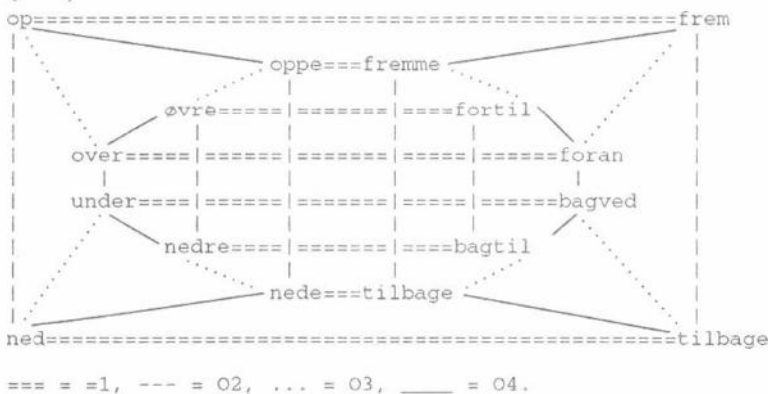 op=============================================frem
oppe===fremme
øvre=====|=======|====fortil
over=====|======|=======|=====|======foran
under====|======|=======|=====|======bagved
nedre====|=======|====bagtil
nede===tilbage
ned=============================================tilbage
=== = =1, --- = O2, ... = O3, ____ = O4.